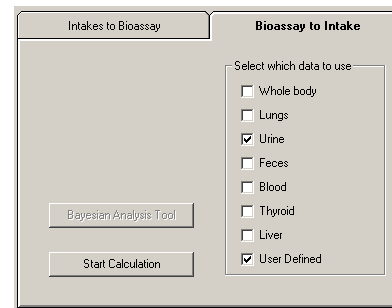 Intakes to Bioassay
Bioassay to Intake
Select which data to use
Whole body
Lungs
Urine
Feces
Blood
Thyroid
Liver
User Defined
Bayesian Analysis Tool
Start Calculation